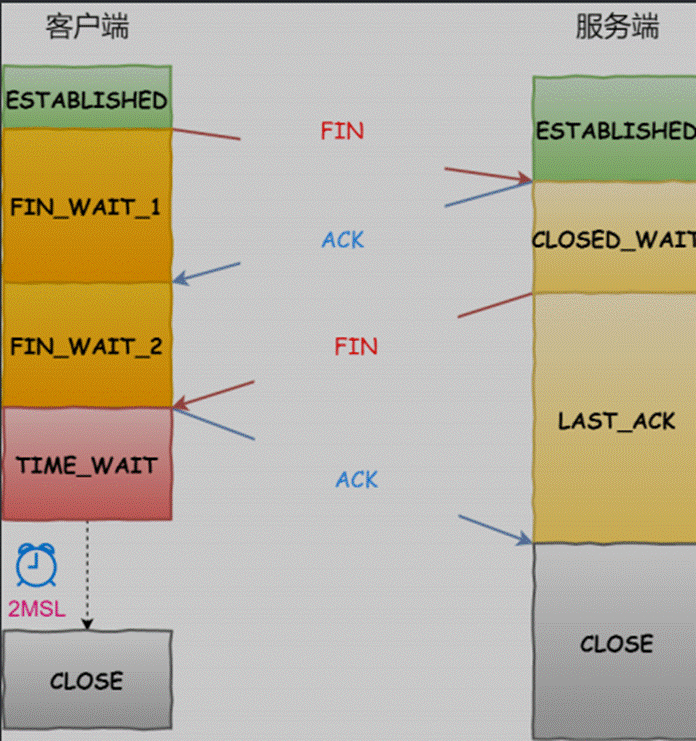 客户端
服务端
ESTABLISHED
FIN
ESTABLISHED
FIN_WAIT_1
ACK
CLOSED_WAIT
FIN_WAIT_2
FIN
LAST_ACK
TIME_WAIT
ACK
2MSL
CLOSE
CLOSE